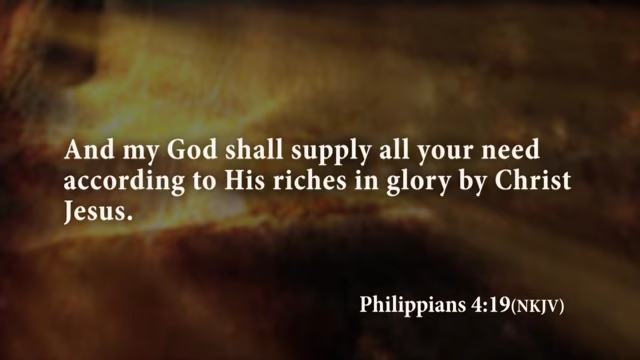 And my God shall supply all your need
according to His riches in glory by Christ
Jesus.
Philippians 4:19(NKJV)